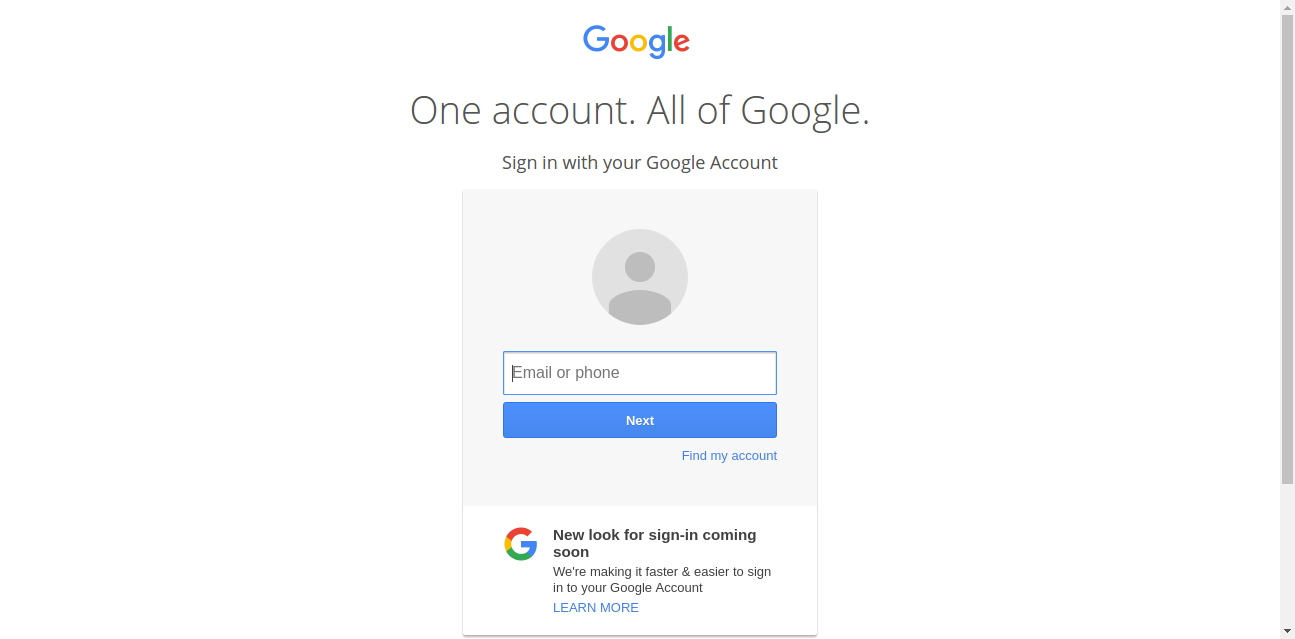 Google
One account. All of Google.
Sign in with your Google Account
Email or phone
Next
Find my account
New look for sign-in coming
soon
We're making it faster & easier to sign
in to your Google Account
LEARN MORE